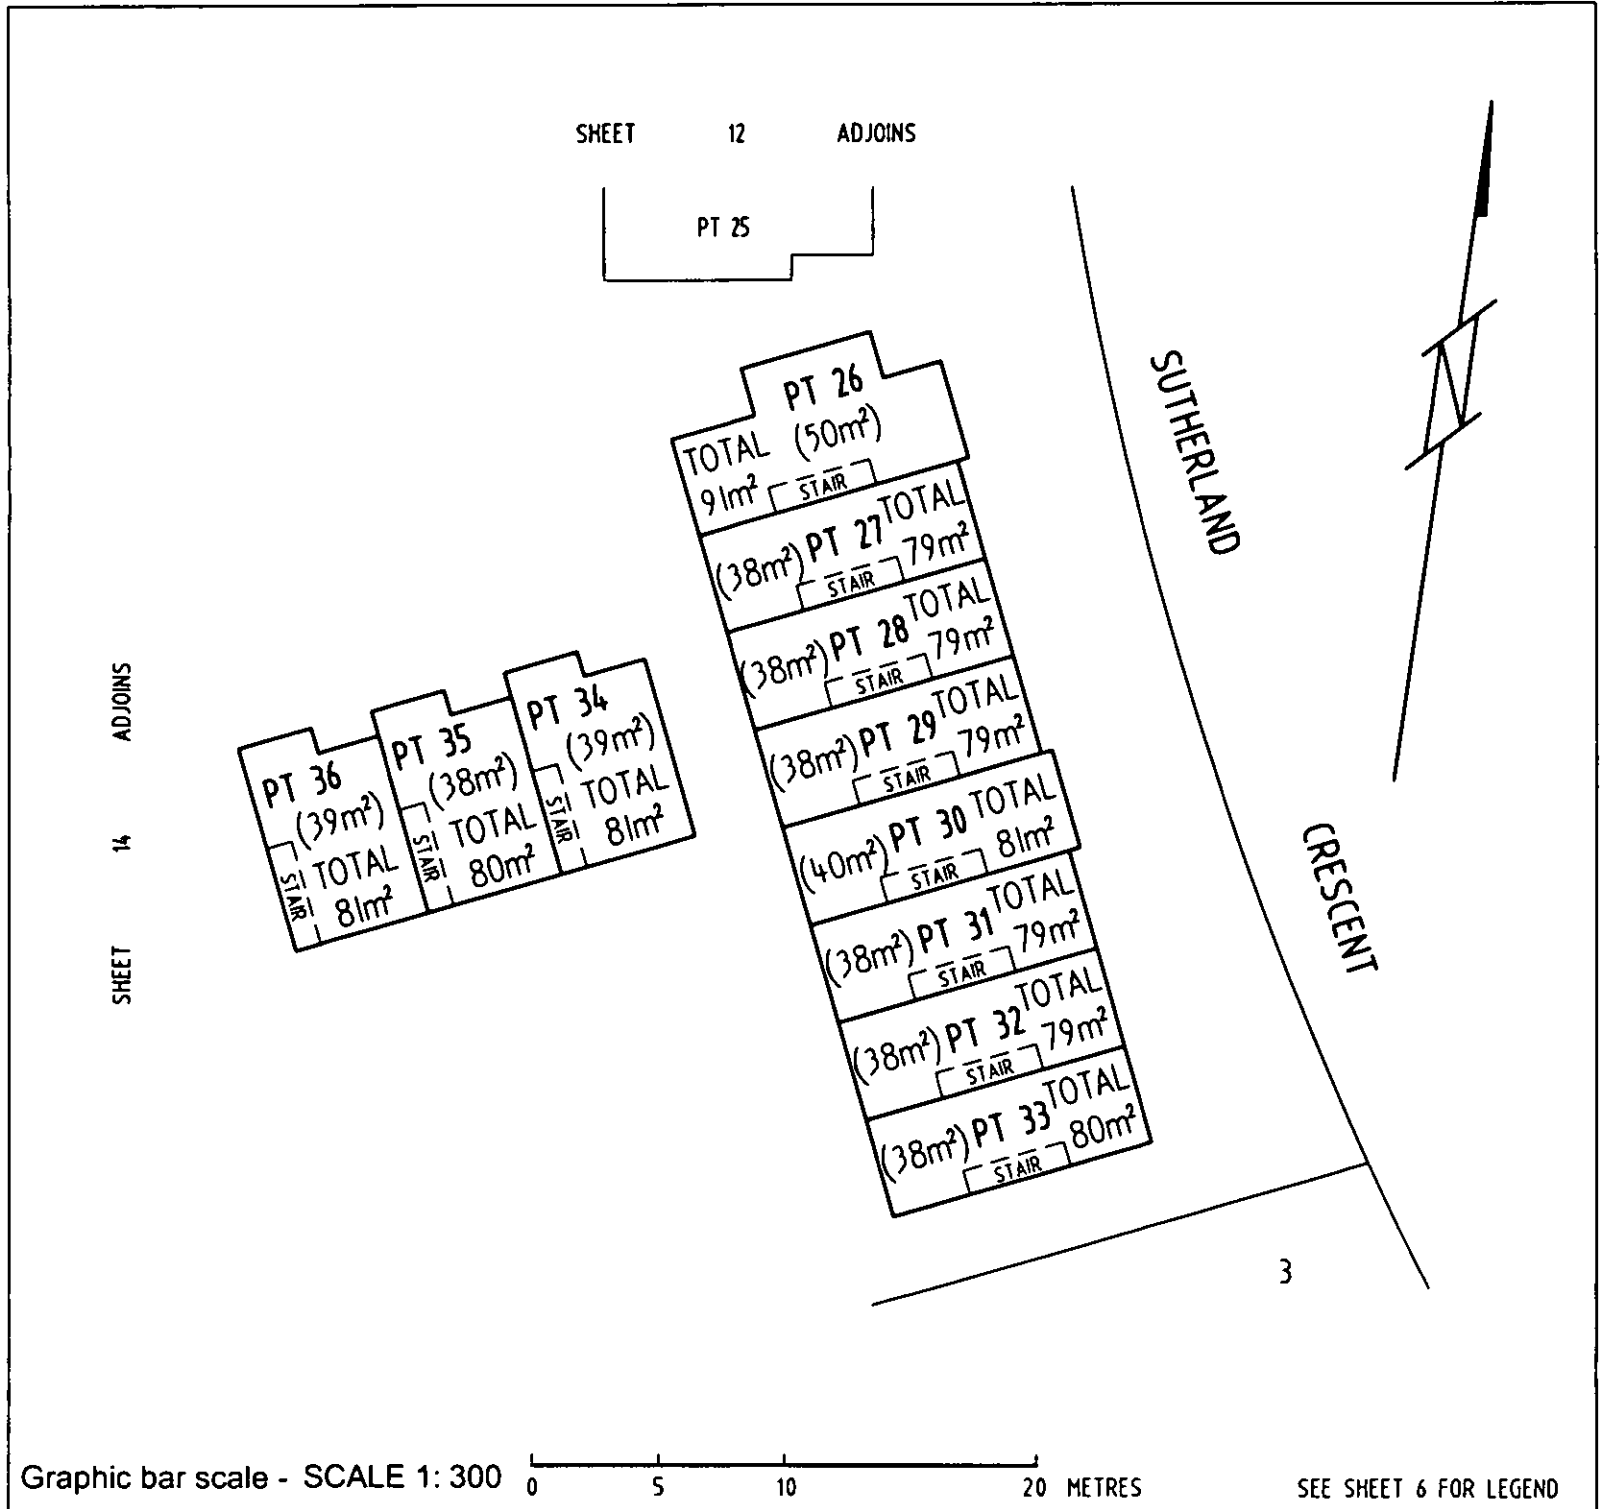 SHEET 12 ADJOINS
PT 25
SUTHERLAND
CRESCENT
N
PT 26
(50m²)
TOTAL
91m²
STAIR
(38m²) PT 27 TOTAL
79m²
STAIR
(38m²) PT 28 TOTAL
79m²
STAIR
(38m²) PT 29 TOTAL
79m²
STAIR
(40m²) PT 30 TOTAL
81m²
STAIR
(38m²) PT 31 TOTAL
79m²
STAIR
(38m²) PT 32 TOTAL
79m²
STAIR
(38m²) PT 33 TOTAL
80m²
STAIR
PT 34
(39m²)
TOTAL
81m²
STAIR
PT 35
(38m²)
TOTAL
80m²
STAIR
PT 36
(39m²)
TOTAL
81m²
STAIR
SHEET 14 ADJOINS
3
Graphic bar scale - SCALE 1: 300
0 5 10 20 METRES
SEE SHEET 6 FOR LEGEND